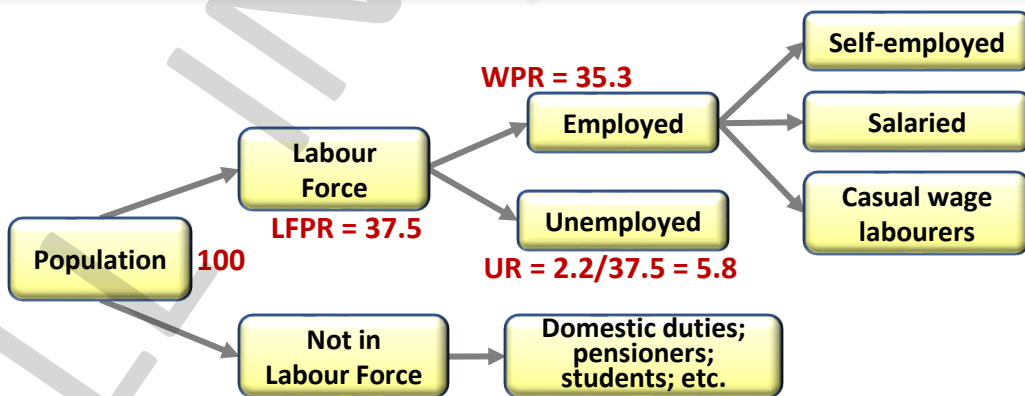 Population
100
Labour
Force
LFPR = 37.5
WPR = 35.3
Employed
Unemployed
UR = 2.2/37.5 = 5.8
Self-employed
Salaried
Casual wage
labourers
Not in
Labour Force
Domestic duties;
pensioners;
students; etc.